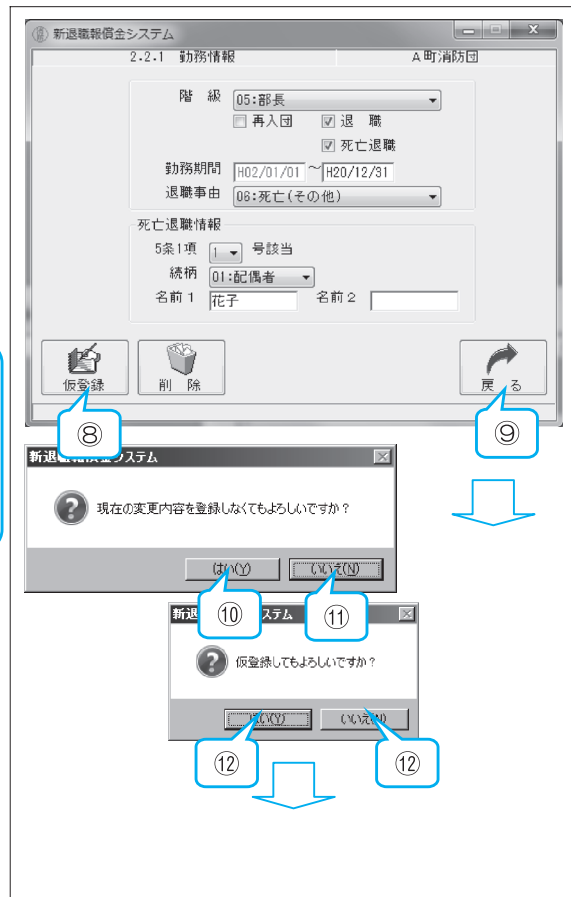 新退職報償金システム
2.2.1 勤務情報 A町消防団
階 級 05:部長
再入団 退 職
死亡退職
勤務期間 H02/01/01 ~ H20/12/31
退職事由 06:死亡(その他)
死亡退職情報
5条1項 1 号該当
続柄 01:配偶者
名前1 花子 名前2
仮登録 削 除 戻 る
⑧ ⑨
現在の変更内容を登録しなくてもよろしいですか?
はい(Y) いいえ(N)
⑩ ⑪
仮登録してもよろしいですか?
はい(Y) いいえ(N)
⑫ ⑫